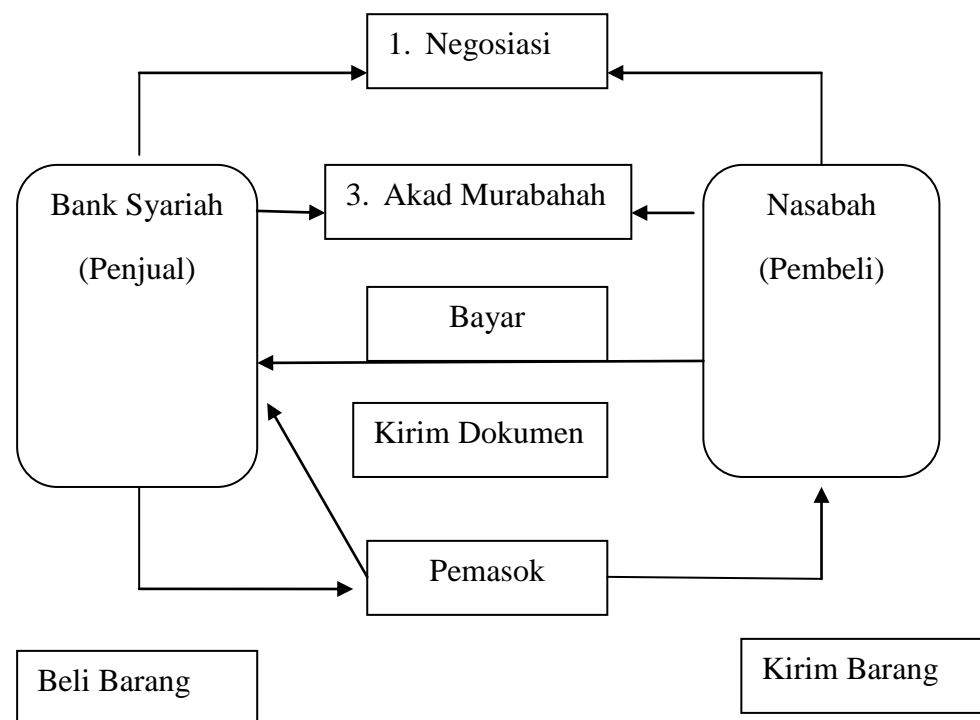 1. Negosiasi
Bank Syariah
(Penjual)
3. Akad Murabahah
Nasabah
(Pembeli)
Bayar
Kirim Dokumen
Pemasok
Beli Barang
Kirim Barang